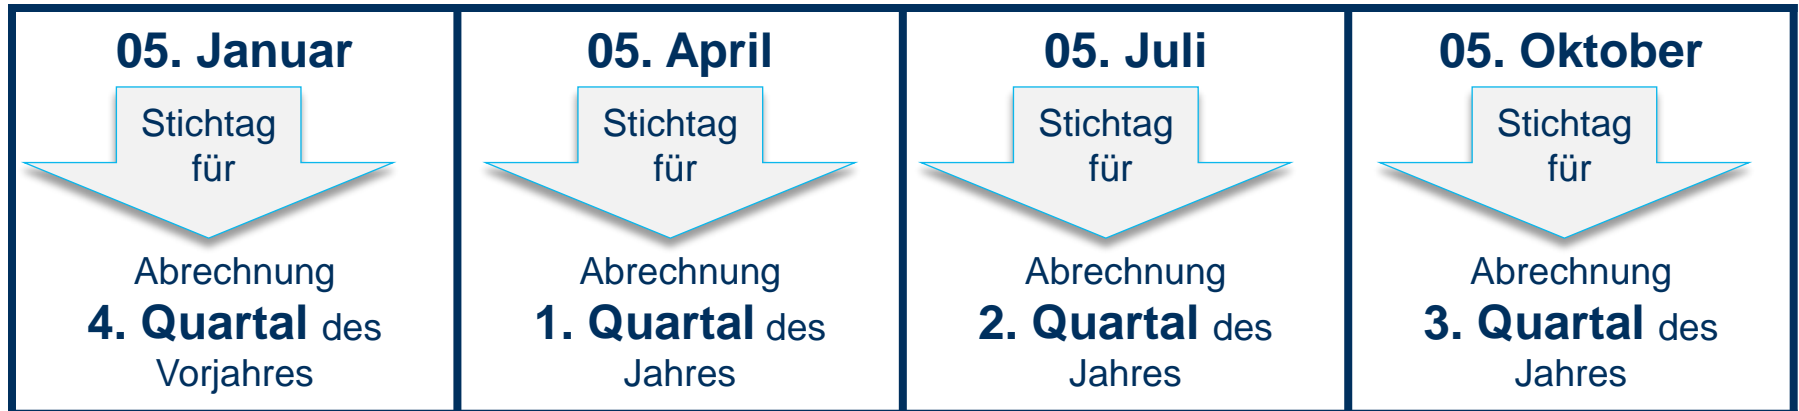 05. Januar
Stichtag
für
Abrechnung
4. Quartal des
Vorjahres
05. April
Stichtag
für
Abrechnung
1. Quartal des
Jahres
05. Juli
Stichtag
für
Abrechnung
2. Quartal des
Jahres
05. Oktober
Stichtag
für
Abrechnung
3. Quartal des
Jahres